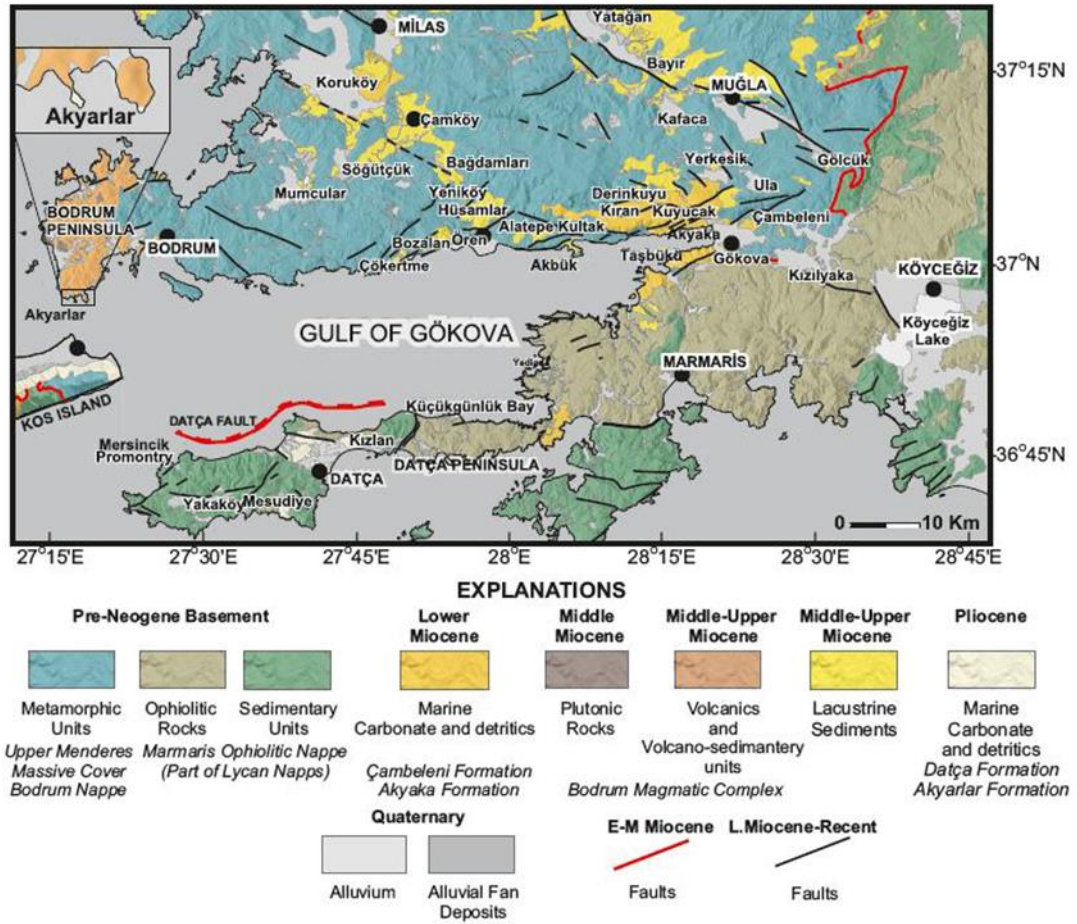 Yatağan
MİLAS
37°15'
Koruköy
Bayır
MUĞLA
Akyarlar
Çamköy
Kafaca
Söğütçük
Bağdamları
Yerkesik
Gölcük
Mumcular
Yeniköy
Derinkuyu
Ula
BODRUM
PENINSULA
Hüsamlar
Kıran
Kuyucak
Çambeleni
BODRUM
Alatepe
Kultak
Bozalan
Oren
Akyaka
Çökertme
Akbük
Taşbükü
Gökova
37°N
Kızılyaka
KÖYCEĞİZ
Akyarlar
GULF OF GÖKOVA
Köyceğiz
Lake
MARMARİS
KOS ISLAND
DATÇA FAULT
Küçükgünlük Bay
Mersincik
Promontry
Kızlan
DATÇA PENINSULA
36°45'N
DATÇA
Yakaköy
Mesudiye
0 10 Km
27°15' 27°30' 27°45' 28° 28°15' 28°30' 28°45'
EXPLANATIONS
Pre-Neogene Basement
Lower
Miocene
Middle
Miocene
Middle-Upper
Miocene
Middle-Upper
Miocene
Pliocene
Metamorphic
Units
Upper Menderes
Massive Cover
Bodrum Nappe
Ophiolitic
Rocks
Sedimentary
Units
Marmaris Ophiolitic Nappe
(Part of Lycan Napps)
Marine
Carbonate and detritics
Çambeleni Formation
Akyaka Formation
Plutonic
Rocks
Volcanics
and
Volcano-sedimantery
units
Bodrum Magmatic Complex
Lacustrine
Sediments
Marine
Carbonate
and detritics
Datça Formation
Akyarlar Formation
Quaternary
Alluvium
Alluvial Fan
Deposits
E-M Miocene
Faults
L.Miocene-Recent
Faults